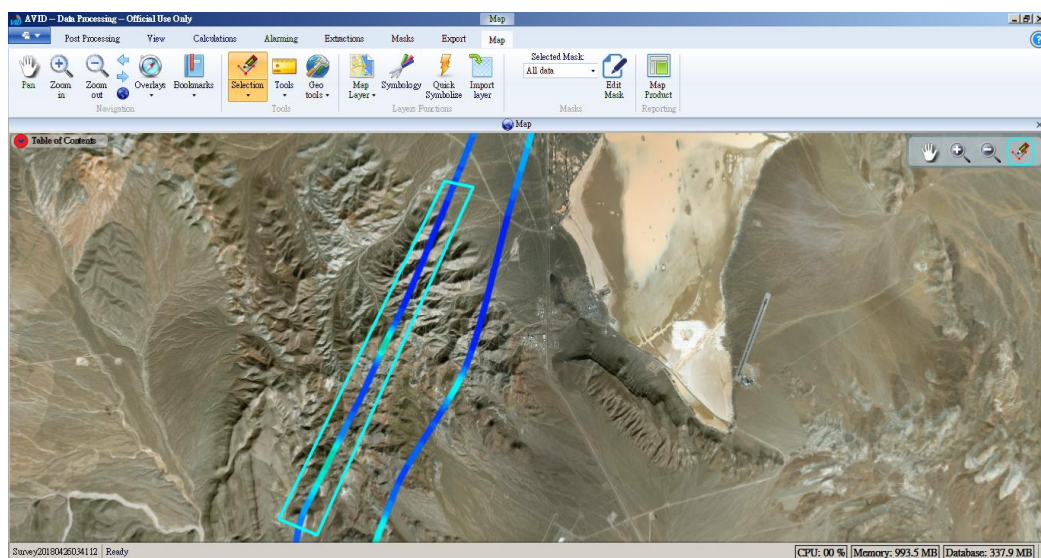 AVID -- Data Processing -- Official Use Only
Map
Post Processing View Calculations Alarming Extractions Masks Export Map
Pan
Zoom in
Zoom out
Overlays
Bookmarks
Navigation
Selection
Tools
Geo tools
Tools
Map Layer
Symbology
Quick Symbolize
Import layer
Layers Functions
Selected Mask:
All data
Edit Mask
Masks
Map Product
Reporting
Map
Table of Contents
Survey20180426034112 Ready
CPU: 00 % Memory: 993.5 MB Database: 337.9 MB